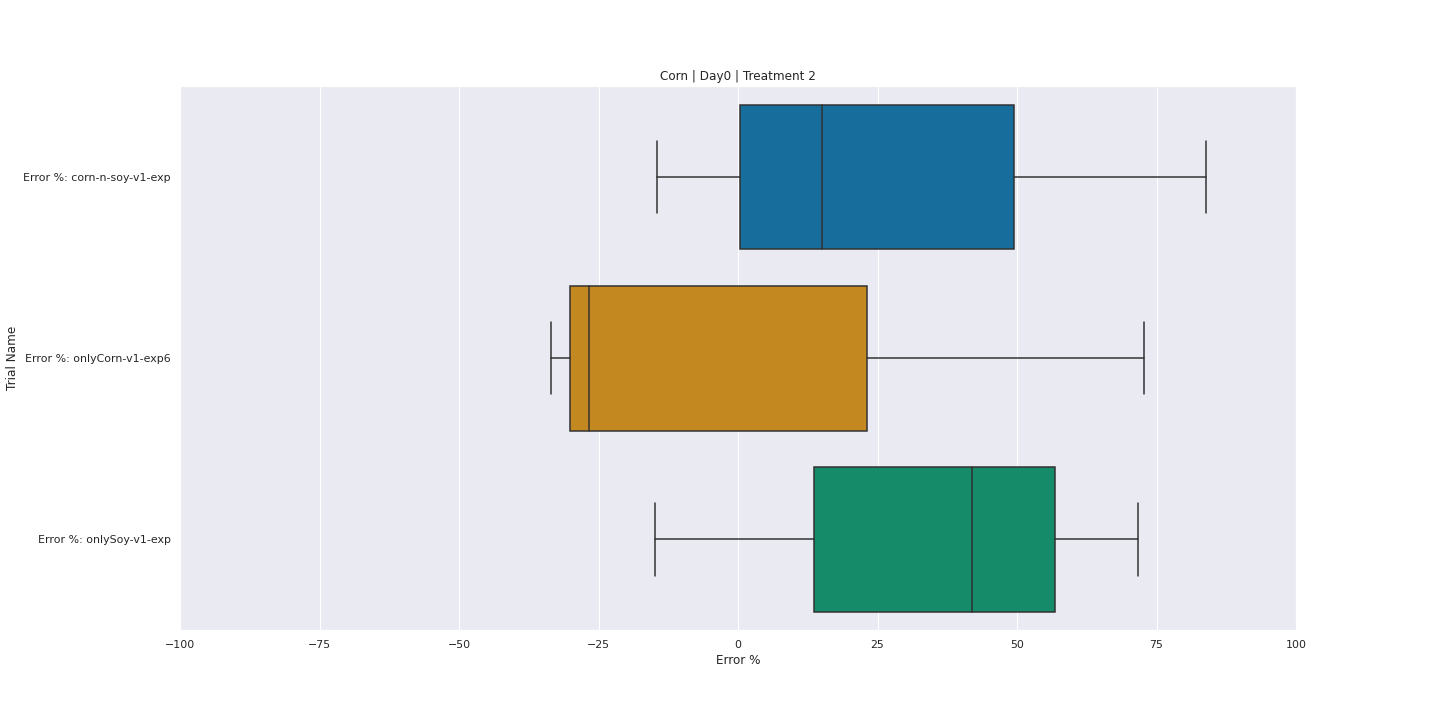 Corn | Day0 | Treatment 2
Error %: corn-n-soy-v1-exp
Error %: onlyCorn-v1-exp6
Error %: onlySoy-v1-exp
Trial Name
−100 −75 −50 −25 0 25 50 75 100
Error %